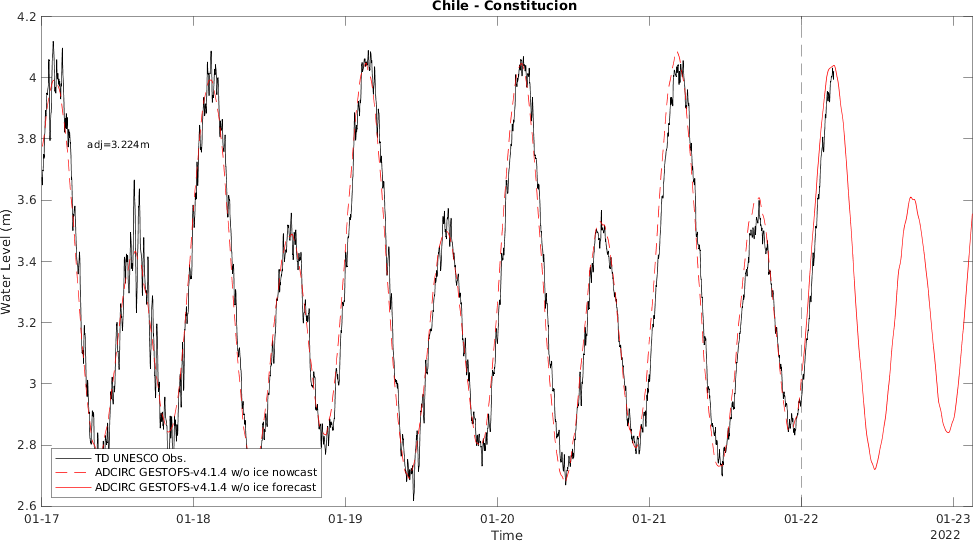 Chile - Constitucion
4.2
4
3.8
3.6
3.4
3.2
3
2.8
2.6
Water Level (m)
adj=3.224m
TD UNESCO Obs.
ADCIRC GESTOFS-v4.1.4 w/o ice nowcast
ADCIRC GESTOFS-v4.1.4 w/o ice forecast
01-17 01-18 01-19 01-20 01-21 01-22 01-23
Time
2022